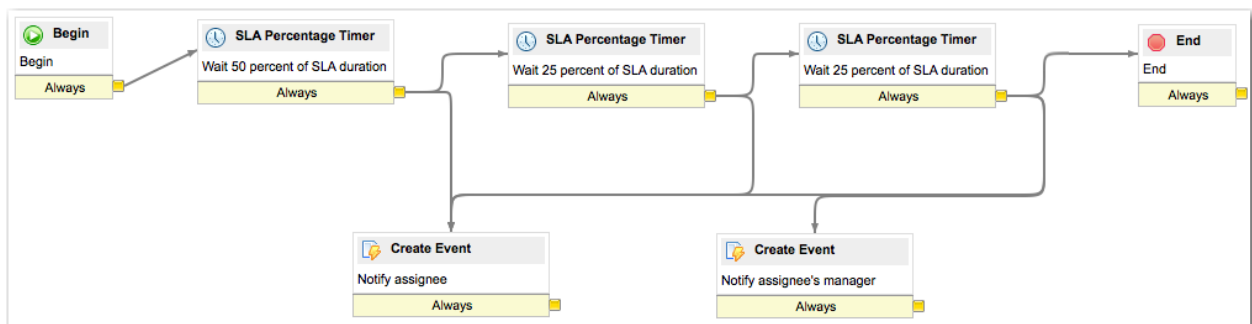 Begin
Begin
Always
SLA Percentage Timer
Wait 50 percent of SLA duration
Always
SLA Percentage Timer
Wait 25 percent of SLA duration
Always
SLA Percentage Timer
Wait 25 percent of SLA duration
Always
End
End
Always
Create Event
Notify assignee
Always
Create Event
Notify assignee's manager
Always